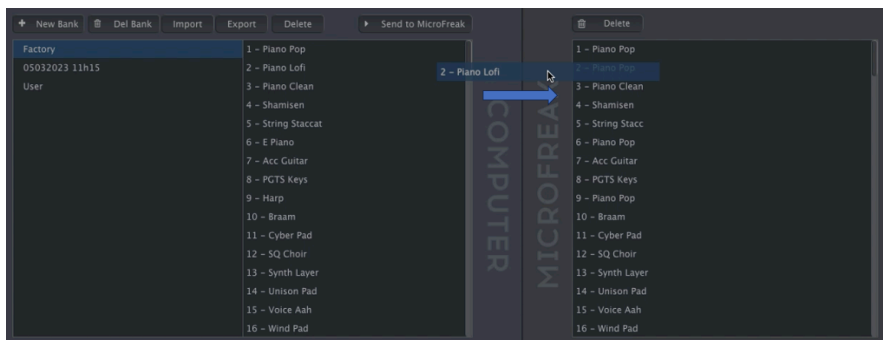 New Bank Del Bank Import Export Delete Send to MicroFreak Delete
Factory
05032023 11h15
User
1 – Piano Pop
2 – Piano Lofi
3 – Piano Clean
4 – Shamisen
5 – String Staccat
6 – E Piano
7 – Acc Guitar
8 – PGTS Keys
9 – Harp
10 – Braam
11 – Cyber Pad
12 – SQ Choir
13 – Synth Layer
14 – Unison Pad
15 – Voice Aah
16 – Wind Pad
2 – Piano Lofi
COMPUTER
MICROFREAK
1 – Piano Pop
2 – Piano Pop
3 – Piano Clean
4 – Shamisen
5 – String Stacc
6 – Piano Pop
7 – Acc Guitar
8 – PGTS Keys
9 – Piano Pop
10 – Braam
11 – Cyber Pad
12 – SQ Choir
13 – Synth Layer
14 – Unison Pad
15 – Voice Aah
16 – Wind Pad